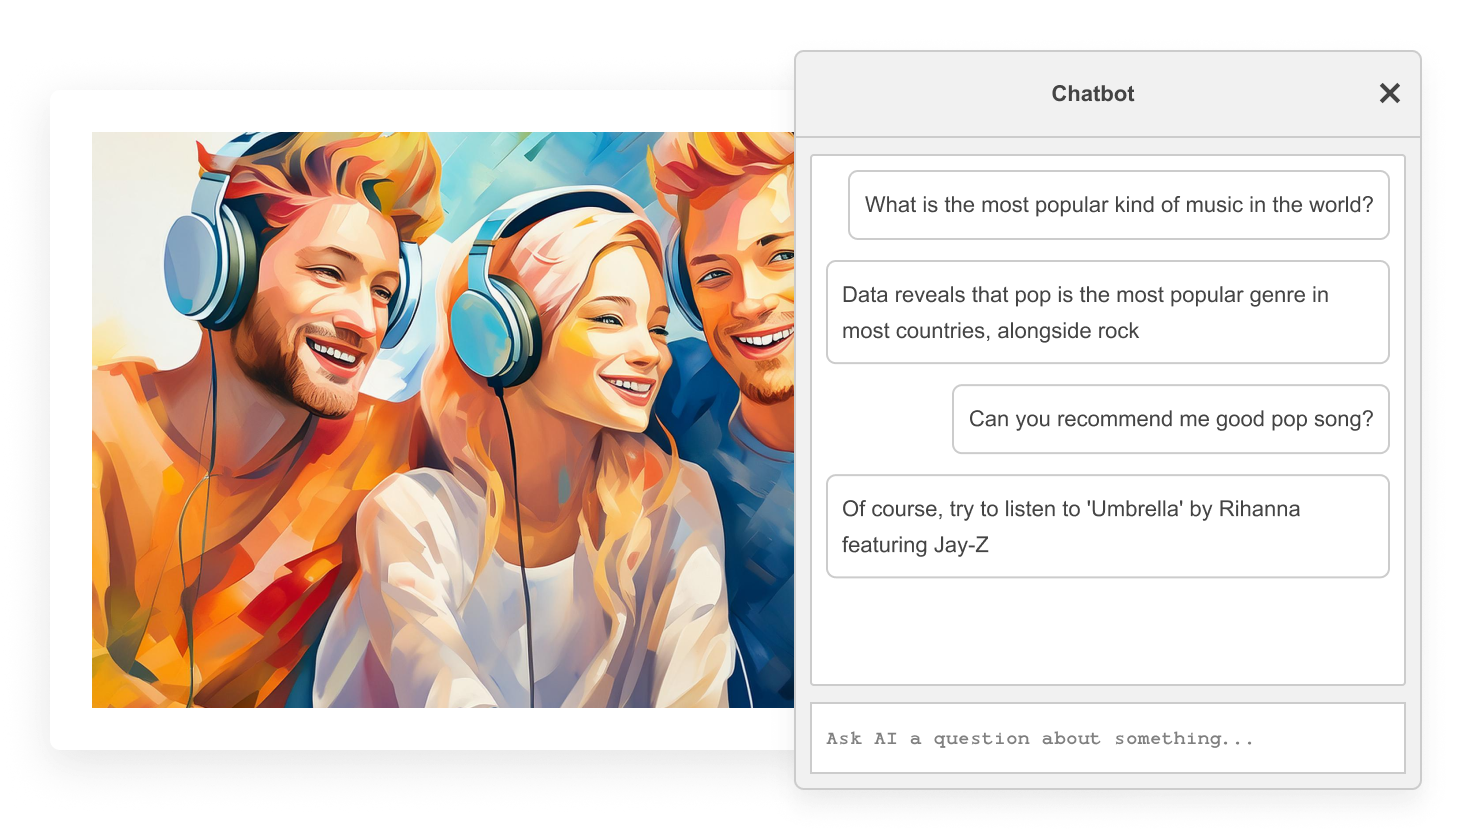 Chatbot
What is the most popular kind of music in the world?
Data reveals that pop is the most popular genre in
most countries, alongside rock
Can you recommend me good pop song?
Of course, try to listen to 'Umbrella' by Rihanna
featuring Jay-Z
Ask AI a question about something...